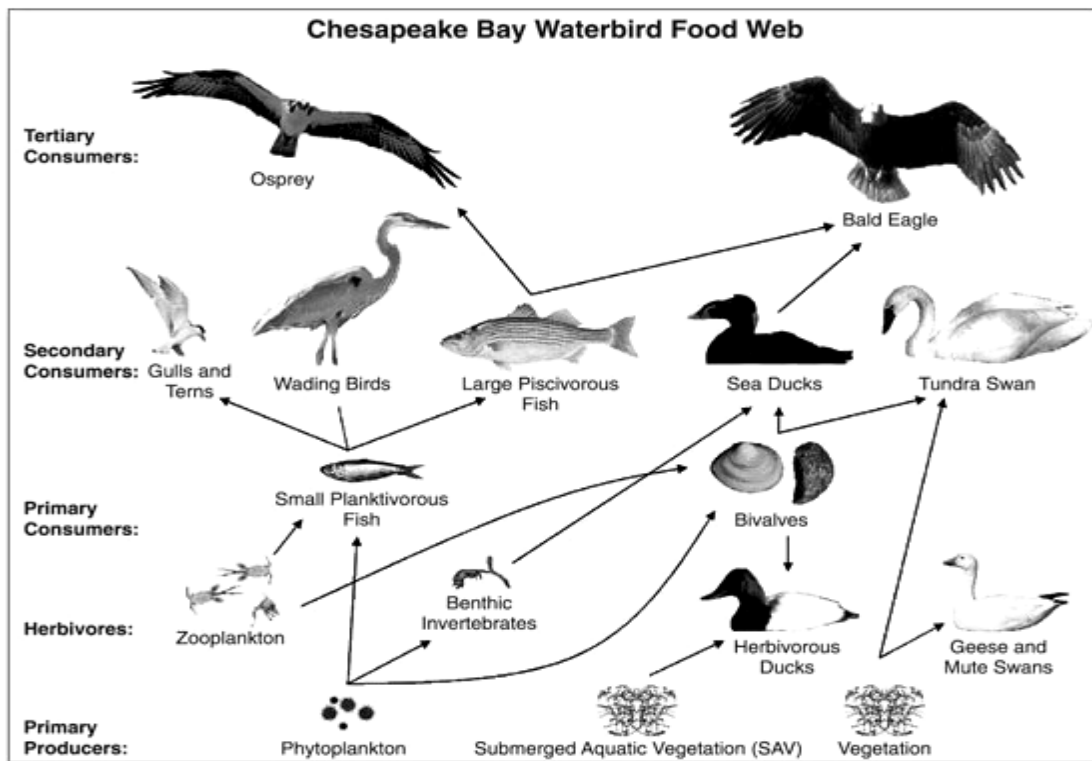 Chesapeake Bay Waterbird Food Web
Tertiary
Consumers:
Osprey
Bald Eagle
Secondary
Consumers:
Gulls and
Terns
Wading Birds
Large Piscivorous
Fish
Sea Ducks
Tundra Swan
Primary
Consumers:
Small Planktivorous
Fish
Bivalves
Herbivores:
Zooplankton
Benthic
Invertebrates
Herbivorous
Ducks
Geese and
Mute Swans
Primary
Producers:
Phytoplankton
Submerged Aquatic Vegetation (SAV)
Vegetation